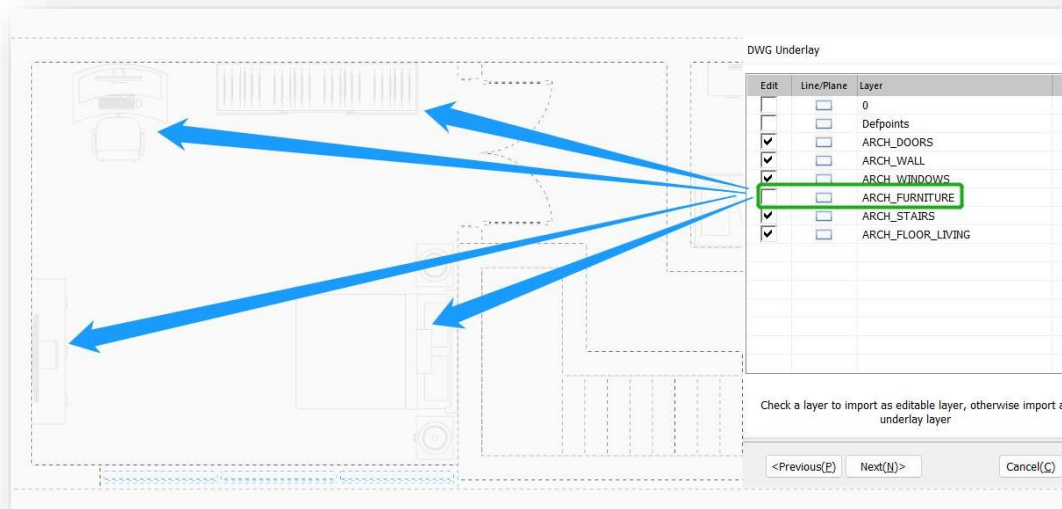 DWG Underlay
Edit Line/Plane Layer
0
Defpoints
ARCH_DOORS
ARCH_WALL
ARCH_WINDOWS
ARCH_FURNITURE
ARCH_STAIRS
ARCH_FLOOR_LIVING
Check a layer to import as editable layer, otherwise import a
underlay layer
<Previous(P) Next(N)> Cancel(C)